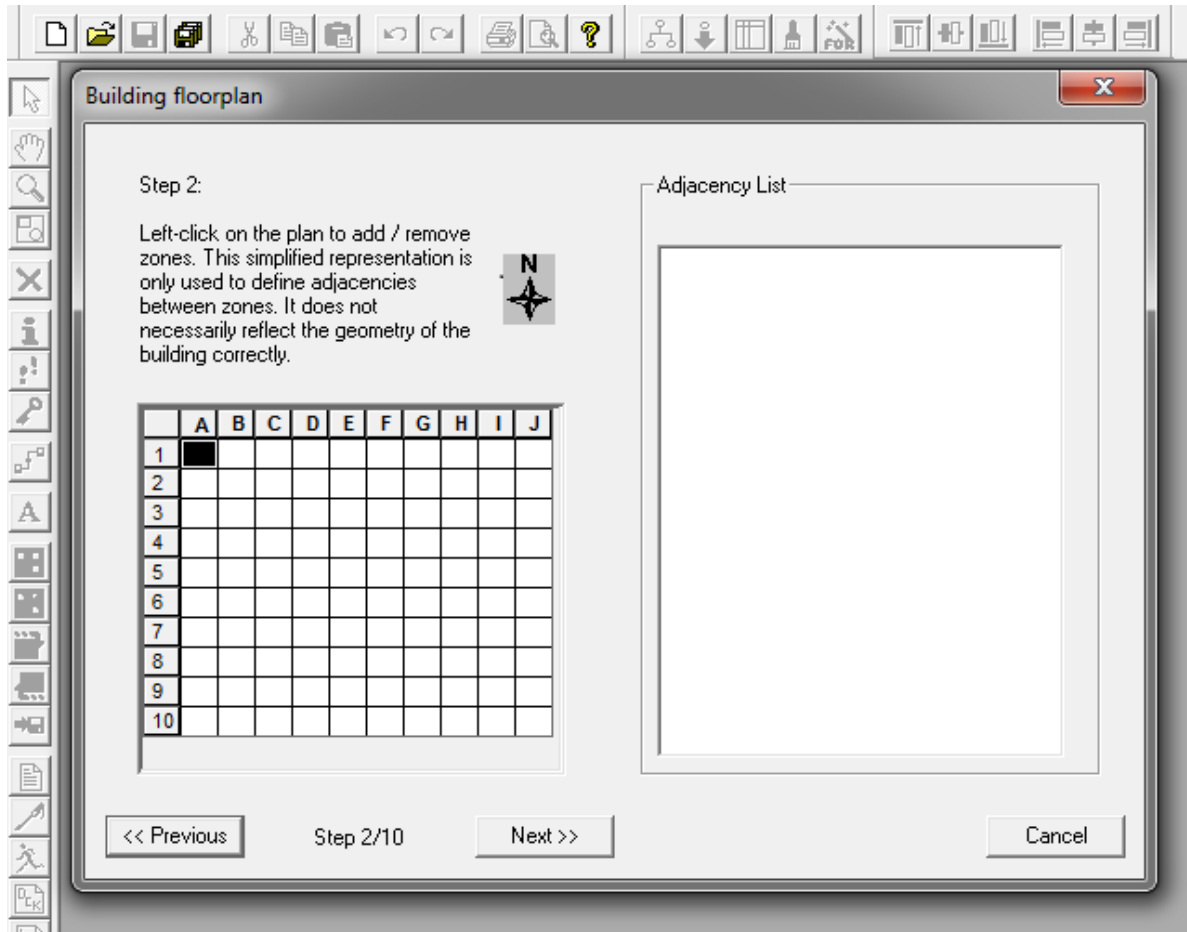 FOR
Building floorplan
Step 2:
Left-click on the plan to add / remove
zones. This simplified representation is
only used to define adjacencies
between zones. It does not
necessarily reflect the geometry of the
building correctly.
N
Adjacency List
A B C D E F G H I J
1
2
3
4
5
6
7
8
9
10
<< Previous
Step 2/10
Next >>
Cancel
A
DCK